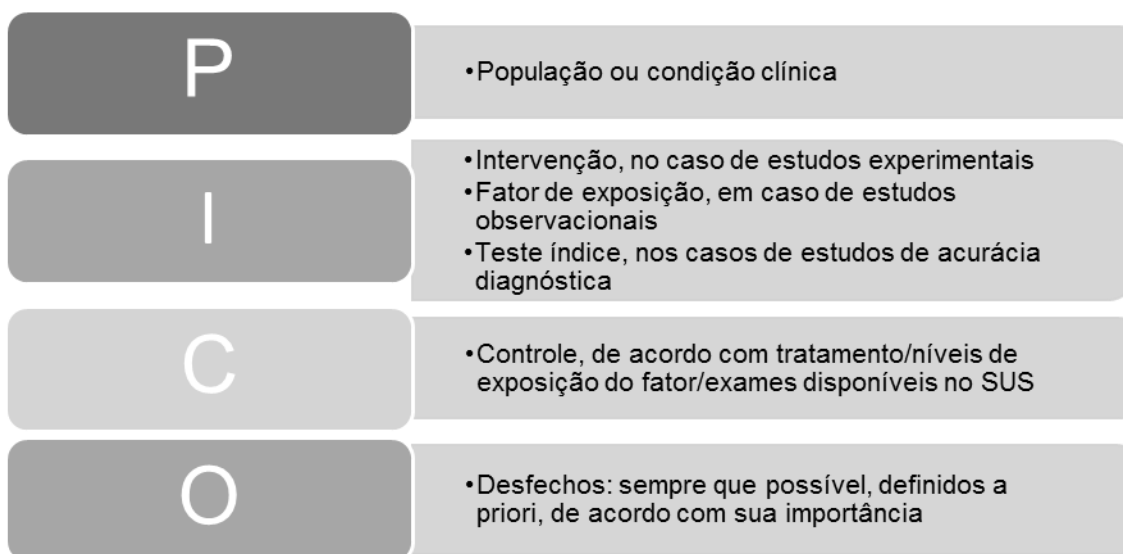 P
•População ou condição clínica
I
•Intervenção, no caso de estudos experimentais
•Fator de exposição, em caso de estudos
observacionais
•Teste índice, nos casos de estudos de acurácia
diagnóstica
C
•Controle, de acordo com tratamento/níveis de
exposição do fator/exames disponíveis no SUS
O
•Desfechos: sempre que possível, definidos a
priori, de acordo com sua importância